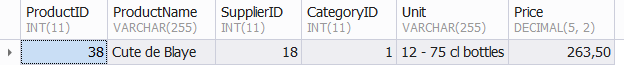 ProductID ProductName SupplierID CategoryID Unit Price
INT(11) VARCHAR(255) INT(11) INT(11) VARCHAR(255) DECIMAL(5, 2)
38 Cute de Blaye 18 1 12 - 75 cl bottles 263,50